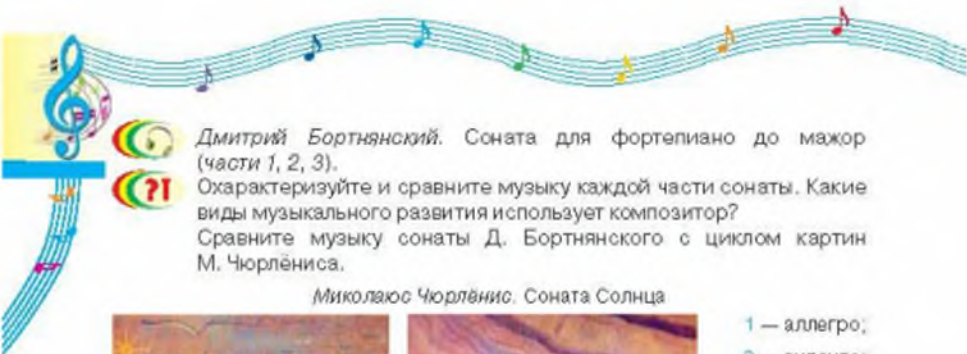 Дмитрий Бортнянский. Соната для фортепиано до мажор
(части 1, 2, 3).
?!
Охарактеризуйте и сравните музыку каждой части сонаты. Какие
виды музыкального развития использует композитор?
Сравните музыку сонаты Д. Бортнянского с циклом картин
М. Чюрлёниса.
Миколаюс Чюрлёнис. Соната Солнца
1 — аллегро;